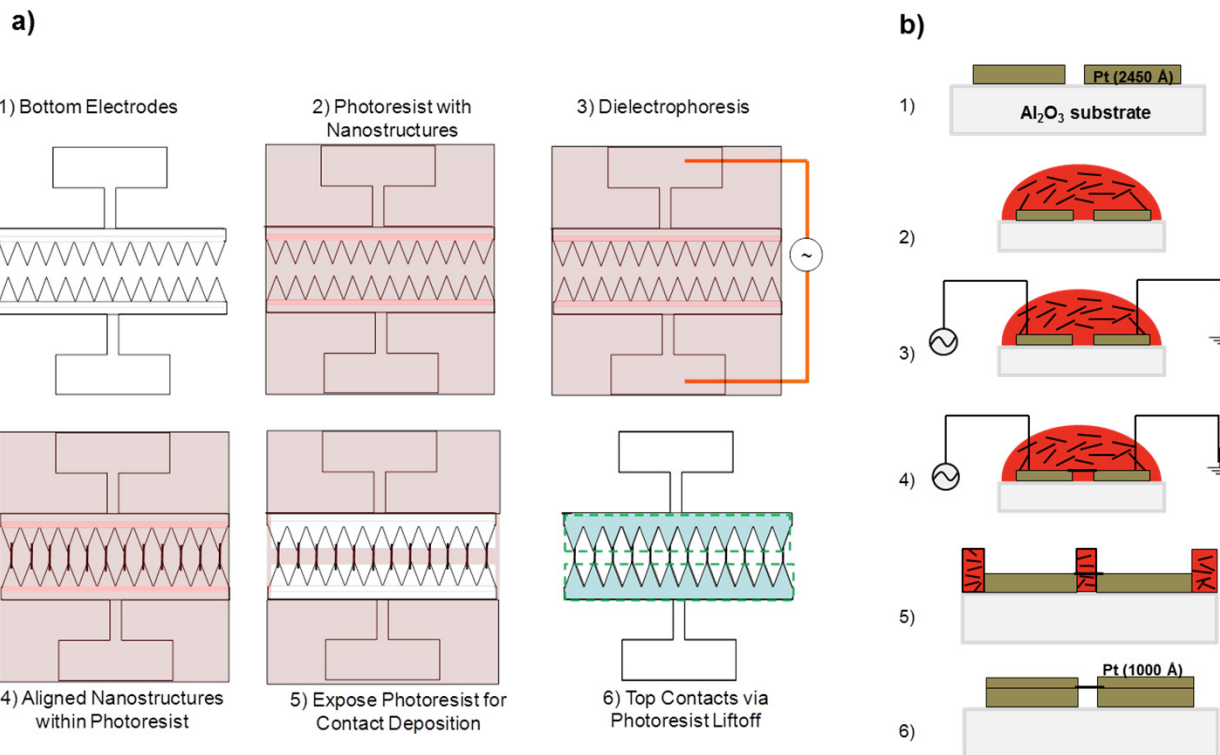 a)
1) Bottom Electrodes
2) Photoresist with
Nanostructures
3) Dielectrophoresis
~
4) Aligned Nanostructures
within Photoresist
5) Expose Photoresist for
Contact Deposition
6) Top Contacts via
Photoresist Liftoff
b)
1)
Pt (2450 Å)
Al₂O₃ substrate
2)
3)
4)
5)
6)
Pt (1000 Å)